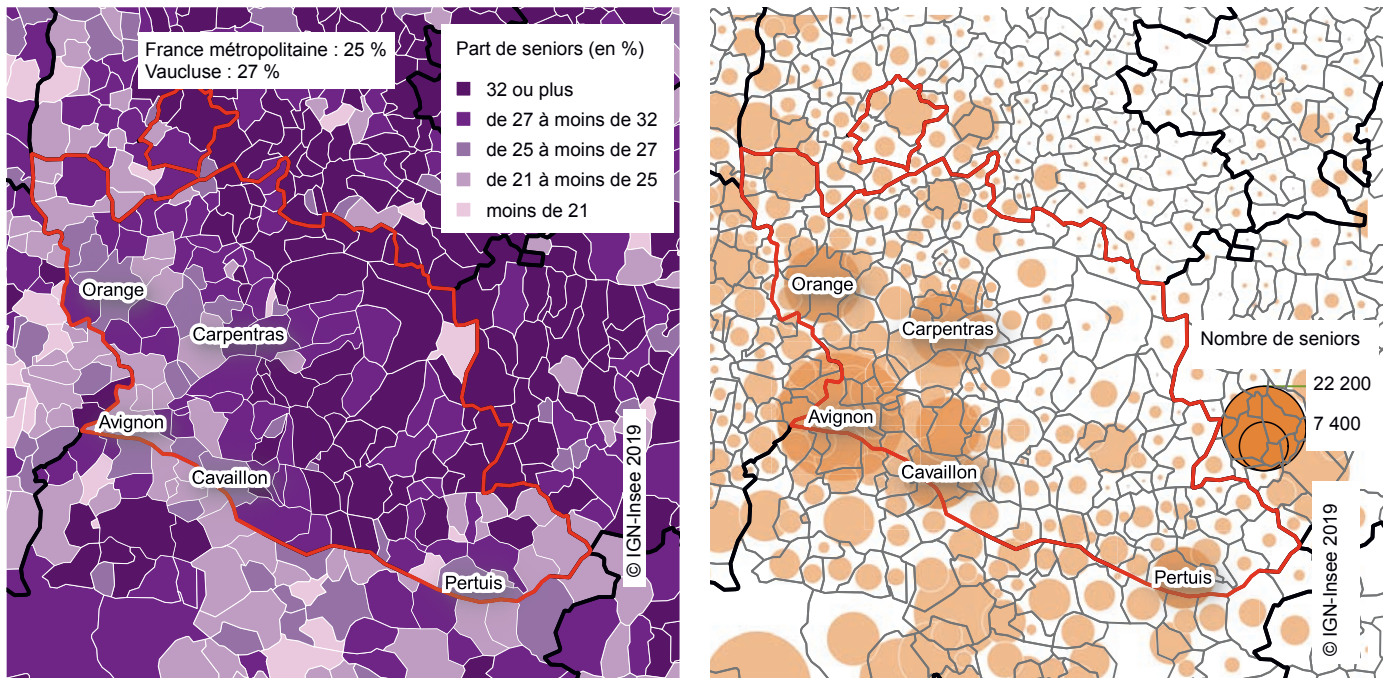 France métropolitaine : 25 %
Vaucluse : 27 %
Part de seniors (en %)
32 ou plus
de 27 à moins de 32
de 25 à moins de 27
de 21 à moins de 25
moins de 21
Orange
Carpentras
Avignon
Cavaillon
Pertuis
© IGN-Insee 2019
Orange
Carpentras
Avignon
Cavaillon
Pertuis
Nombre de seniors
22 200
7 400
© IGN-Insee 2019